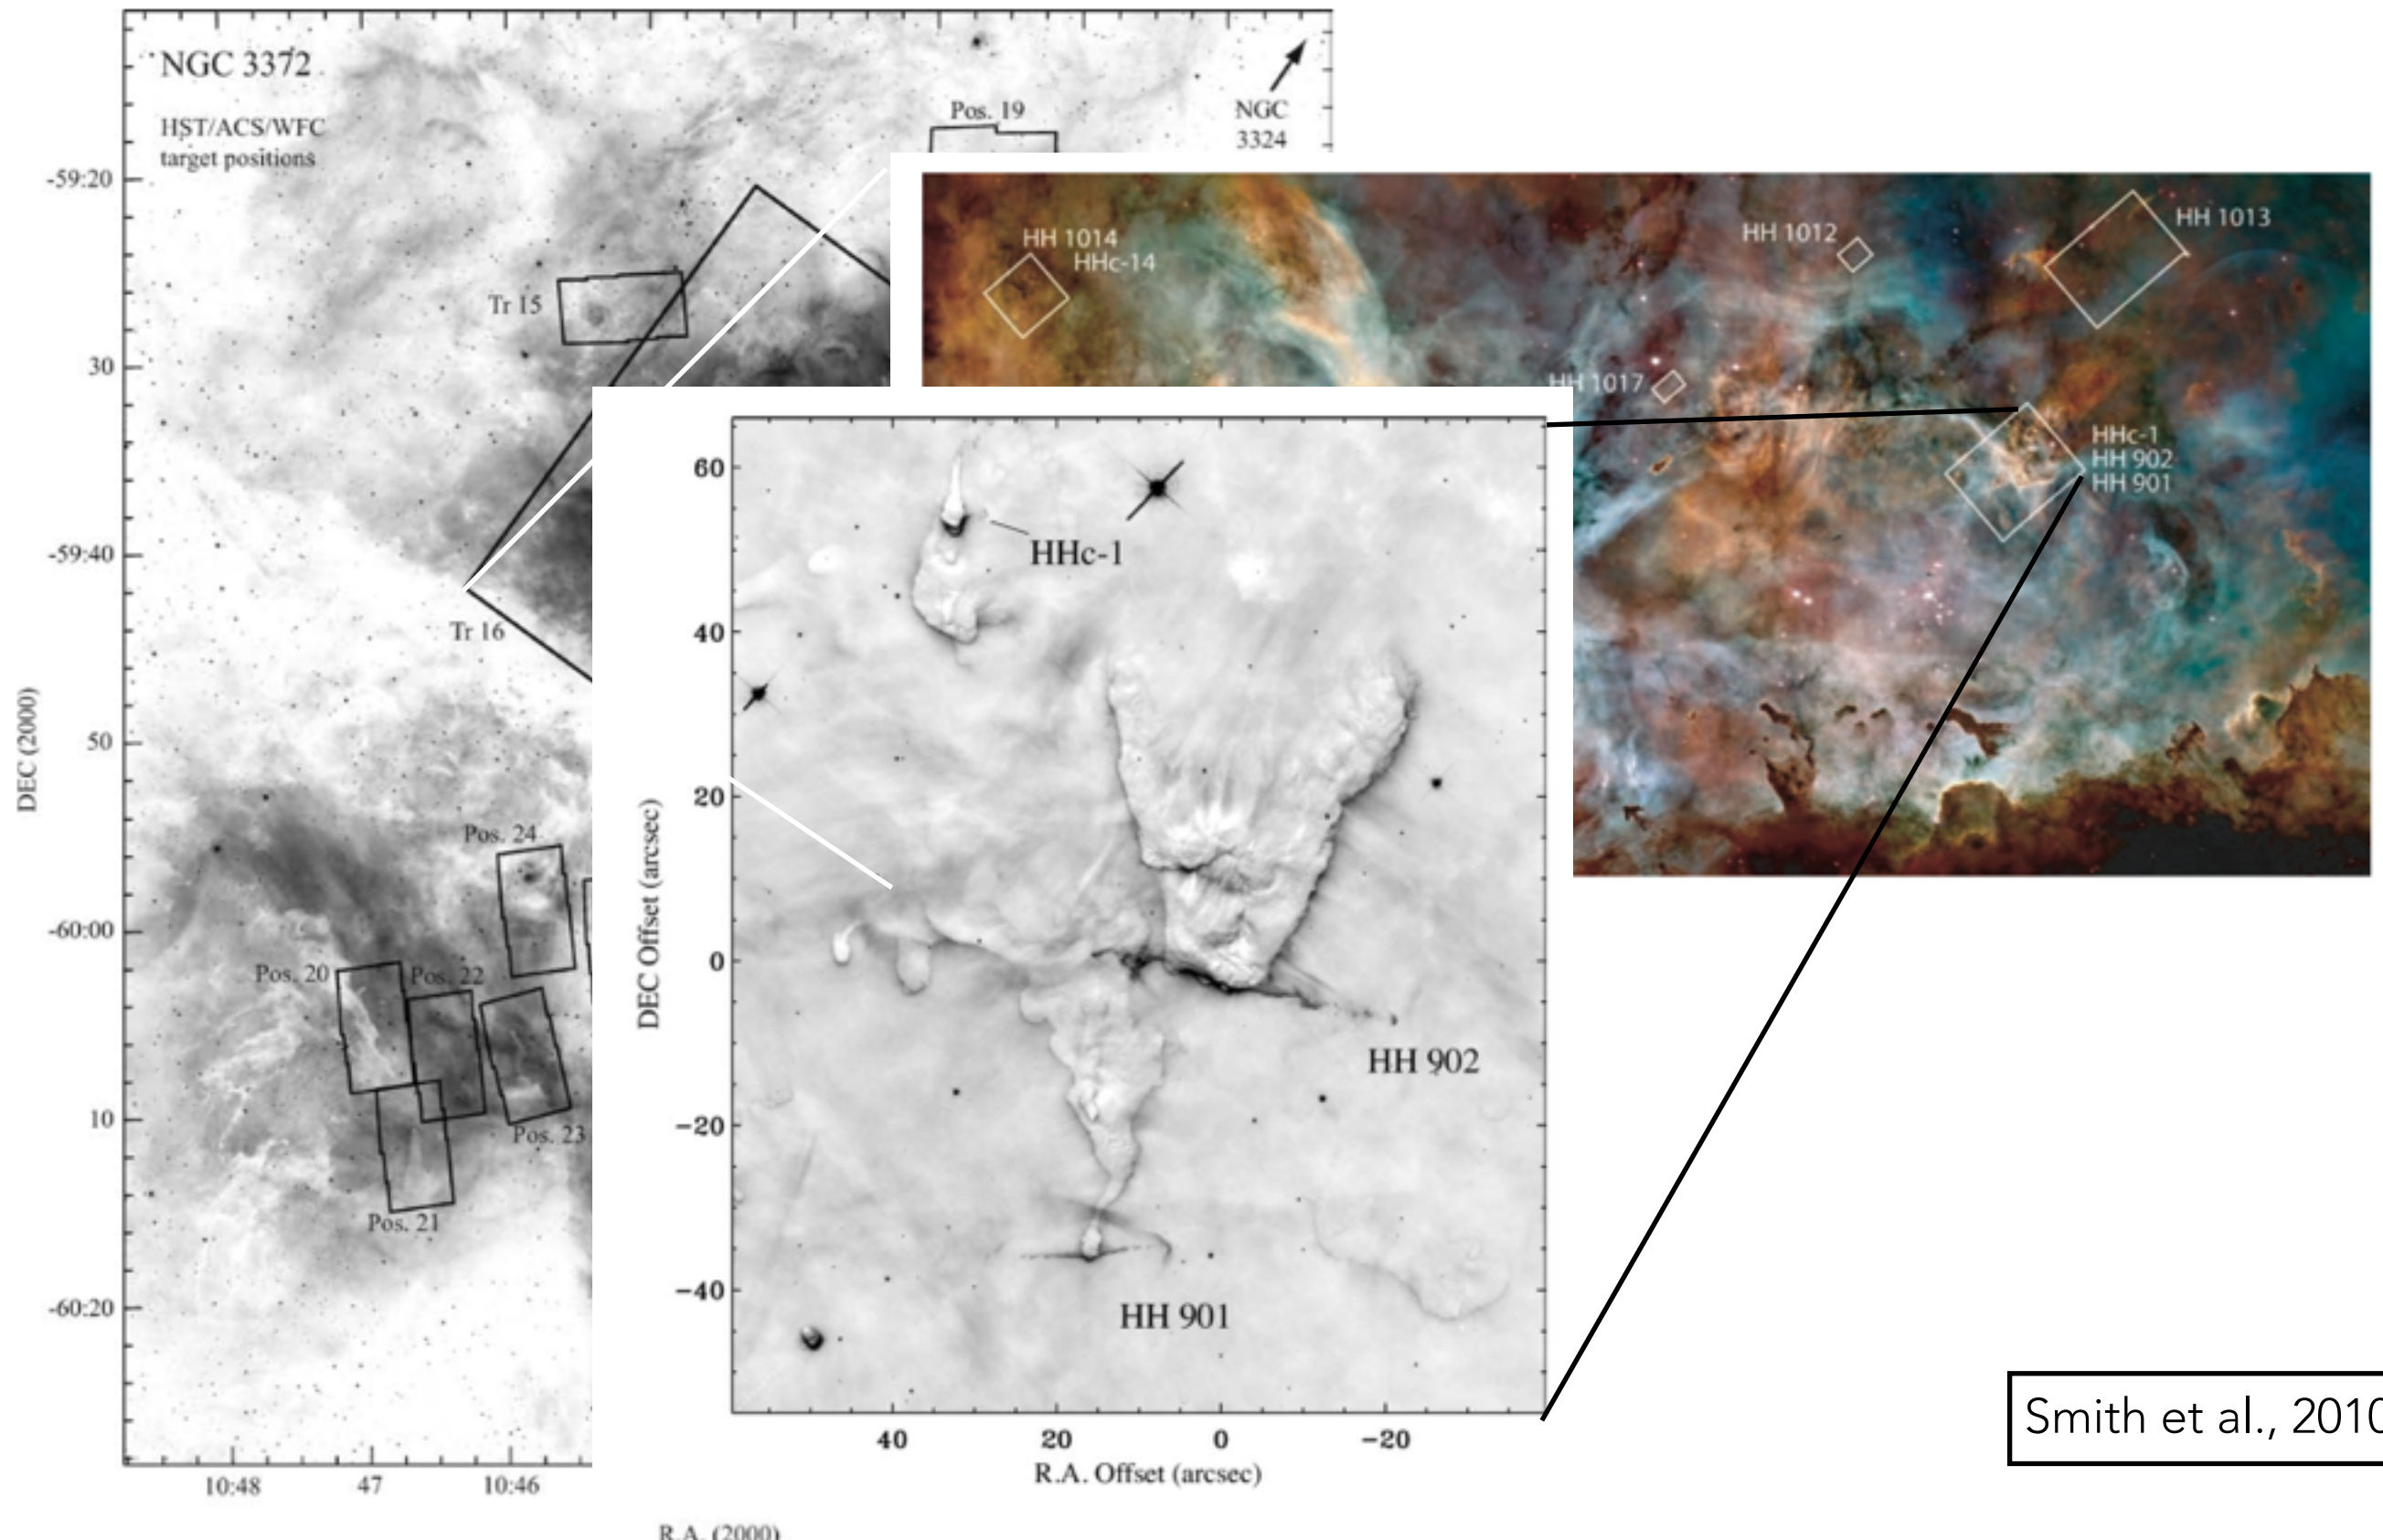 NGC 3372
HST/ACS/WFC
target positions
Pos. 19
NGC
3324
Tr 15
Tr 16
Pos. 24
Pos. 20
Pos. 22
Pos. 23
Pos. 21
DEC (2000)
-59:20
30
-59:40
50
-60:00
10
-60:20
10:48
47
10:46
R.A. (2000)
HH 1014
HHc-14
HH 1012
HH 1013
HH 1017
HHc-1
HH 902
HH 901
DEC Offset (arcsec)
60
40
20
0
−20
−40
HHc-1
HH 902
HH 901
40
20
0
−20
R.A. Offset (arcsec)
Smith et al., 2010